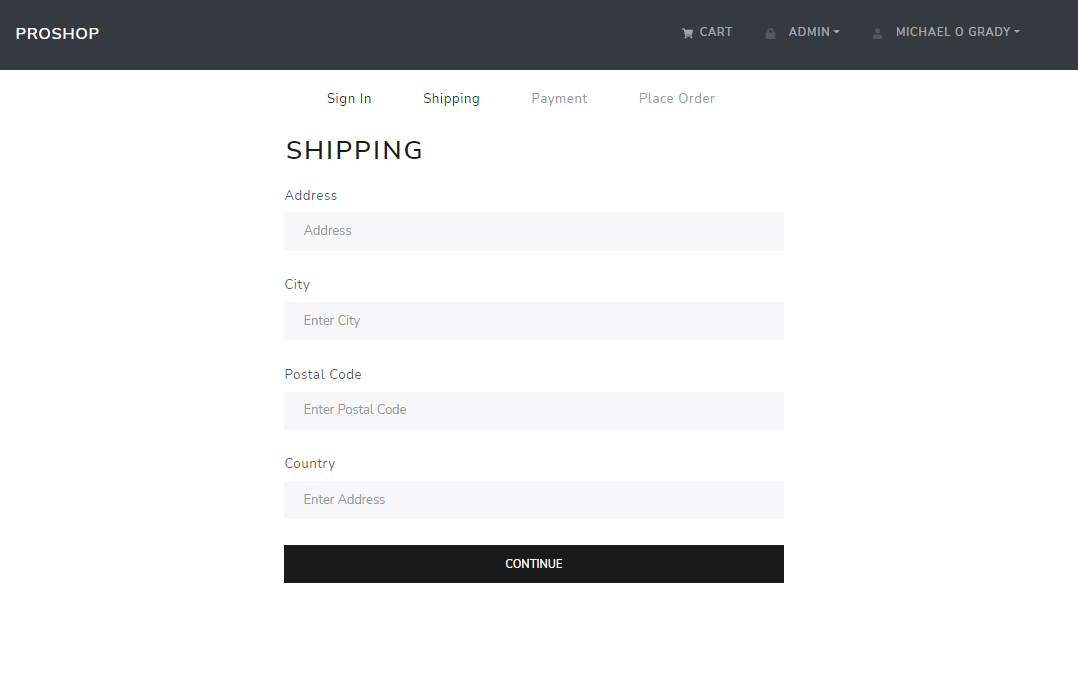 PROSHOP
CART ADMIN MICHAEL O GRADY
Sign In Shipping Payment Place Order
SHIPPING
Address
Address
City
Enter City
Postal Code
Enter Postal Code
Country
Enter Address
CONTINUE